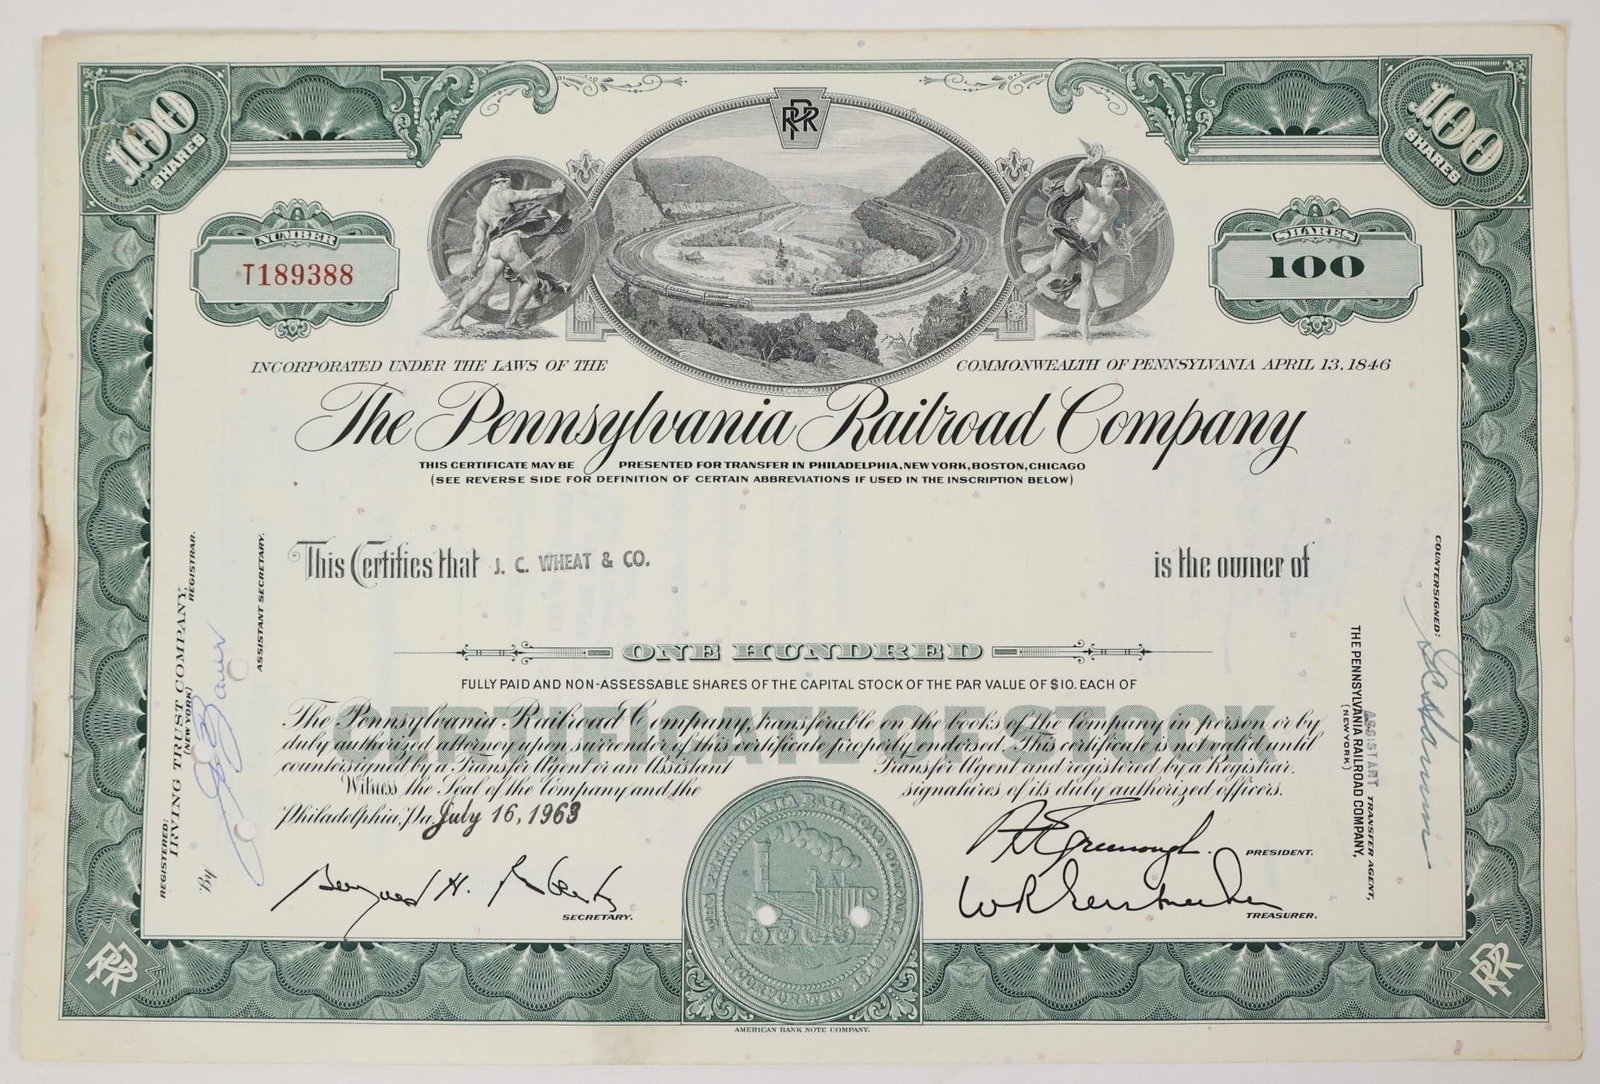 100
SHARES
PRR
100
SHARES
NUMBER
T189388
SHARES
100
INCORPORATED UNDER THE LAWS OF THE COMMONWEALTH OF PENNSYLVANIA APRIL 13, 1846
The Pennsylvania Railroad Company
THIS CERTIFICATE MAY BE PRESENTED FOR TRANSFER IN PHILADELPHIA, NEW YORK, BOSTON, CHICAGO
(SEE REVERSE SIDE FOR DEFINITION OF CERTAIN ABBREVIATIONS IF USED IN THE INSCRIPTION BELOW)
This Certifies that J. C. WHEAT & CO. is the owner of
ONE HUNDRED
FULLY PAID AND NON-ASSESSABLE SHARES OF THE CAPITAL STOCK OF THE PAR VALUE OF $10. EACH OF
CERTIFICATE OF STOCK
The Pennsylvania Railroad Company, transferable on the books of the Company in person or by
duly authorized attorney upon surrender of this certificate properly endorsed. This certificate is not valid until
countersigned by a Transfer Agent or an Assistant Transfer Agent and registered by a Registrar.
Witness the Seal of the Company and the signatures of its duly authorized officers.
Philadelphia, Pa. July 16, 1963
SECRETARY.
PRESIDENT.
TREASURER.
REGISTERED:
IRVING TRUST COMPANY,
(NEW YORK)
REGISTRAR.
By
ASSISTANT SECRETARY.
COUNTERSIGNED:
THE PENNSYLVANIA RAILROAD COMPANY,
(NEW YORK)
ASSISTANT TRANSFER AGENT,
PRR
PRR
AMERICAN BANK NOTE COMPANY.